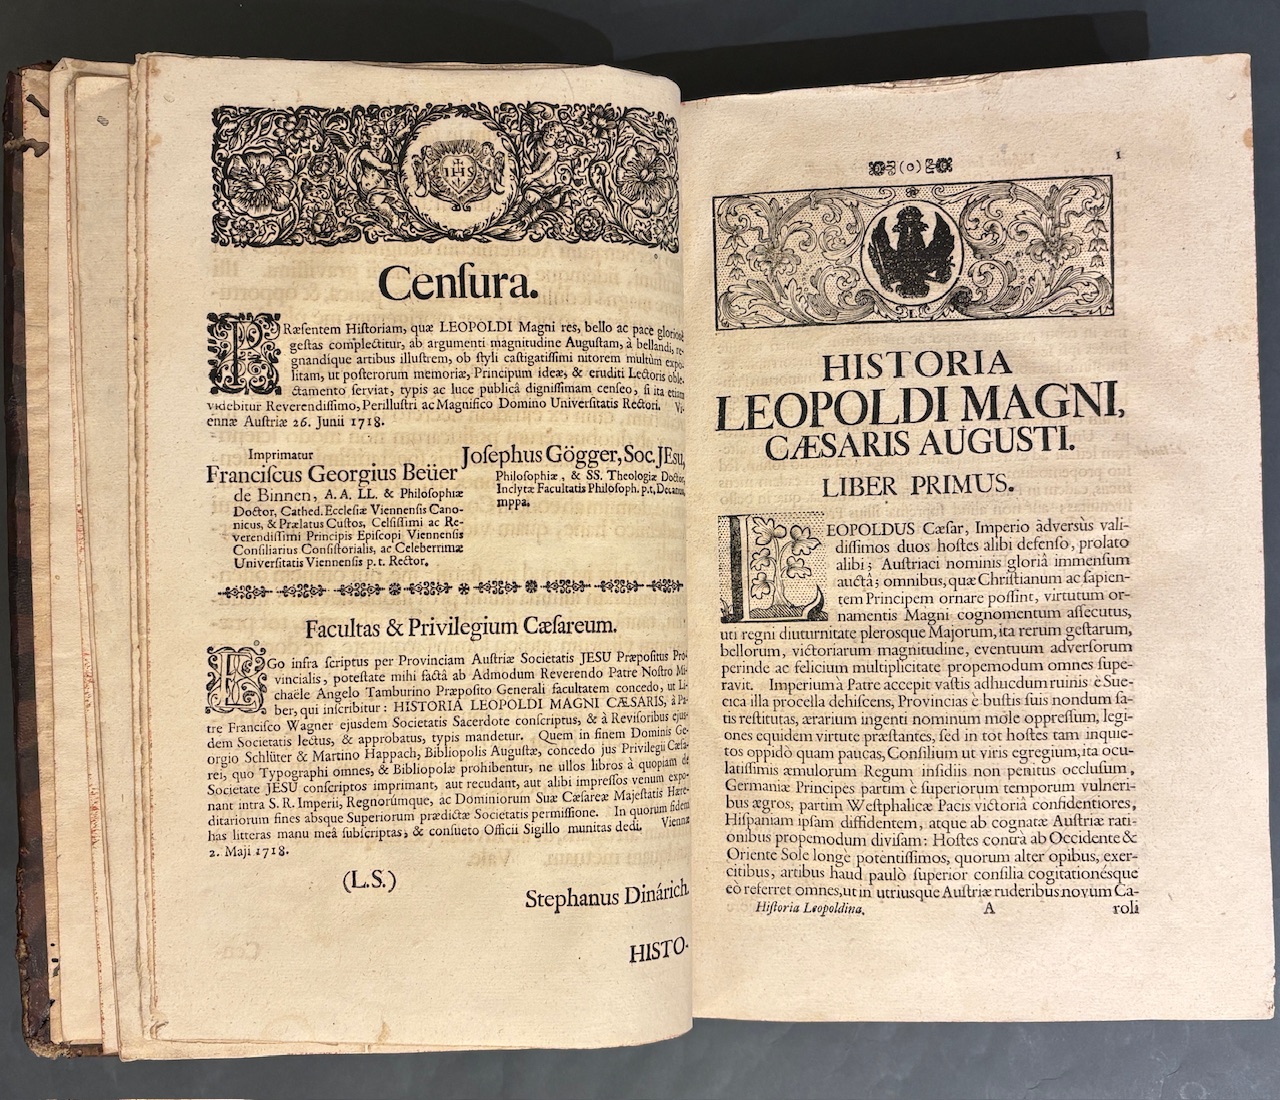 IHS
Cenſura.
PRæſentem Hiſtoriam, quæ LEOPOLDI Magni res, bello ac pace glorioſè
geſtas complectitur, ab argumenti magnitudine Auguſtam, à bellandi, re-
gnandique artibus illuſtrem, ob ſtyli caſtigatiſſimi nitorem multùm expo-
litam, ut poſterorum memoriæ, Principum ideæ, & eruditi Lectoris oble-
ctamento ſerviat, typis ac luce publicâ digniſſimam cenſeo, ſi ita etiam
videbitur Reverendiſſimo, Perilluſtri ac Magnifico Domino Univerſitatis Rectori. Vi-
ennæ Auſtriæ 26. Junii 1718.
Imprimatur
Franciſcus Georgius Beüer
de Binnen, A. A. LL. & Philoſophiæ
Doctor, Cathed. Eccleſiæ Viennenſis Cano-
nicus, & Prælatus Cuſtos, Celſiſſimi ac Re-
verendiſſimi Principis Epiſcopi Viennenſis
Conſiliarius Conſiſtorialis, ac Celeberrimæ
Univerſitatis Viennenſis p. t. Rector.
Joſephus Gögger, Soc. JEſu,
Philoſophiæ, & SS. Theologiæ Doctor,
Inclytæ Facultatis Philoſoph. p.t, Decanus,
mppa.
Facultas & Privilegium Cæſareum.
EGo infra ſcriptus per Provinciam Auſtriæ Societatis JESU Præpoſitus Pro-
vincialis, poteſtate mihi factâ ab Admodum Reverendo Patre Noſtro Mi-
chaële Angelo Tamburino Præpoſito Generali facultatem concedo, ut Li-
ber, qui inſcribitur: HISTORIA LEOPOLDI MAGNI CÆSARIS, à Pa-
tre Franciſco Wagner ejusdem Societatis Sacerdote conſcriptus, & à Reviſoribus ejus-
dem Societatis lectus, & approbatus, typis mandetur. Quem in finem Dominis Ge-
orgio Schlüter & Martino Happach, Bibliopolis Auguſtæ, concedo jus Privilegii Cæſa-
rei, quo Typographi omnes, & Bibliopolæ prohibentur, ne ullos libros à quopiam de
Societate JESU conſcriptos imprimant, aut recudant, aut alibi impreſſos venum expo-
nant intra S. R. Imperii, Regnorúmque, ac Dominiorum Suæ Cæſareæ Majeſtatis Hære-
ditariorum fines absque Superiorum prædictæ Societatis permiſſione. In quorum fidem
has litteras manu meâ ſubſcriptas, & conſueto Officii Sigillo munitas dedi. Viennæ
2. Maji 1718.
(L.S.)
Stephanus Dinárich.
HISTO-
(o)
1
HISTORIA
LEOPOLDI MAGNI,
CÆSARIS AUGUSTI.
LIBER PRIMUS.
LEOPOLDUS Cæſar, Imperio adversùs vali-
diſſimos duos hoſtes alibi defenſo, prolato
alibi; Auſtriaci nominis gloriâ immenſum
auctâ; omnibus, quæ Chriſtianum ac ſapien-
tem Principem ornare poſſint, virtutum or-
namentis Magni cognomentum aſſecutus,
uti regni diuturnitate plerosque Majorum, ita rerum geſtarum,
bellorum, victoriarum magnitudine, eventuum adverſorum
perinde ac felicium multiplicitate propemodum omnes ſupe-
ravit. Imperium à Patre accepit vaſtis adhucdum ruinis è Sue-
cica illa procella dehiſcens, Provincias è buſtis ſuis nondum ſa-
tis reſtitutas, ærarium ingenti nominum mole oppreſſum, legi-
ones equidem virtute præſtantes, ſed in tot hoſtes tam inquie-
tos oppidò quam paucas, Conſilium ut viris egregium, ita ocu-
latiſſimis æmulorum Regum inſidiis non penitus occluſum,
Germaniæ Principes partim è ſuperiorum temporum vulneri-
bus ægros, partim Weſtphalicæ Pacis victoriâ confidentiores,
Hiſpaniam ipſam diffidentem, atque ab cognatæ Auſtriæ rati-
onibus propemodum diviſam: Hoſtes contrà ab Occidente &
Oriente Sole longe potentiſſimos, quorum alter opibus, exer-
citibus, artibus haud paulò ſuperior conſilia cogitationésque
eò referret omnes, ut in utriusque Auſtriæ ruderibus novum Ca-
Hiſtoria Leopoldina.
A
roli